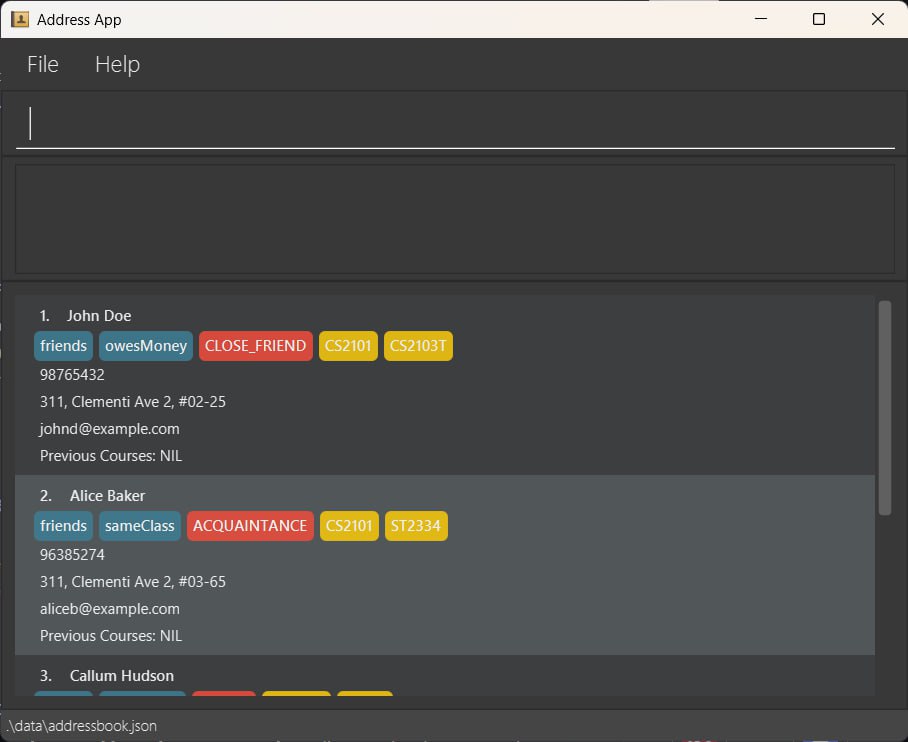 Address App
File Help
1. John Doe
friends owesMoney CLOSE_FRIEND CS2101 CS2103T
98765432
311, Clementi Ave 2, #02-25
johnd@example.com
Previous Courses: NIL
2. Alice Baker
friends sameClass ACQUAINTANCE CS2101 ST2334
96385274
311, Clementi Ave 2, #03-65
aliceb@example.com
Previous Courses: NIL
3. Callum Hudson
.\data\addressbook.json